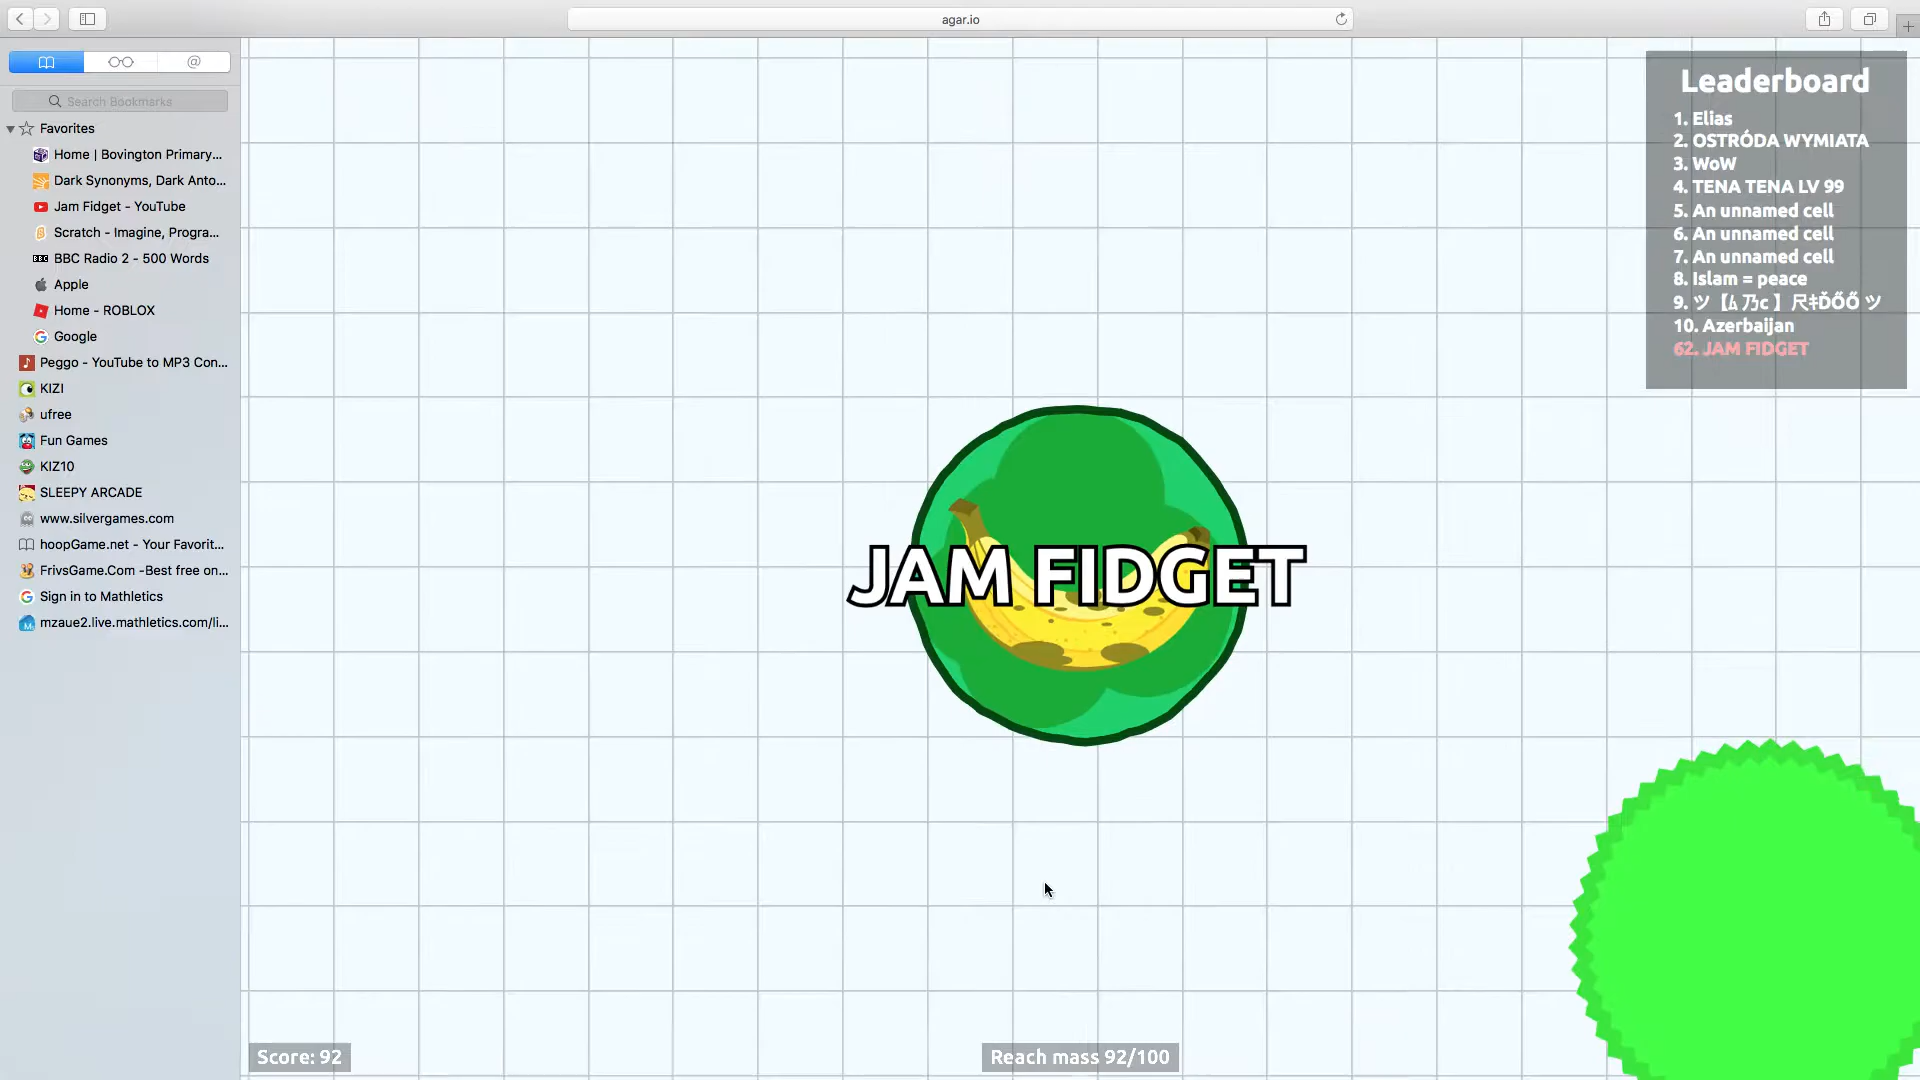 agar.io
@
Search Bookmarks
Favorites
Home | Bovington Primary...
Dark Synonyms, Dark Anto...
Jam Fidget - YouTube
Scratch - Imagine, Progra...
BBC Radio 2 - 500 Words
Apple
Home - ROBLOX
Google
Peggo - YouTube to MP3 Con...
KIZI
ufree
Fun Games
KIZ10
SLEEPY ARCADE
www.silvergames.com
hoopGame.net - Your Favorit...
FrivsGame.Com -Best free on...
Sign in to Mathletics
mzaue2.live.mathletics.com/li...
JAM FIDGET
Leaderboard
1. Elias
2. OSTRÓDA WYMIATA
3. WoW
4. TENA TENA LV 99
5. An unnamed cell
6. An unnamed cell
7. An unnamed cell
8. Islam = peace
9. ツ
10. Azerbaijan
62. JAM FIDGET
Score: 92
Reach mass 92/100